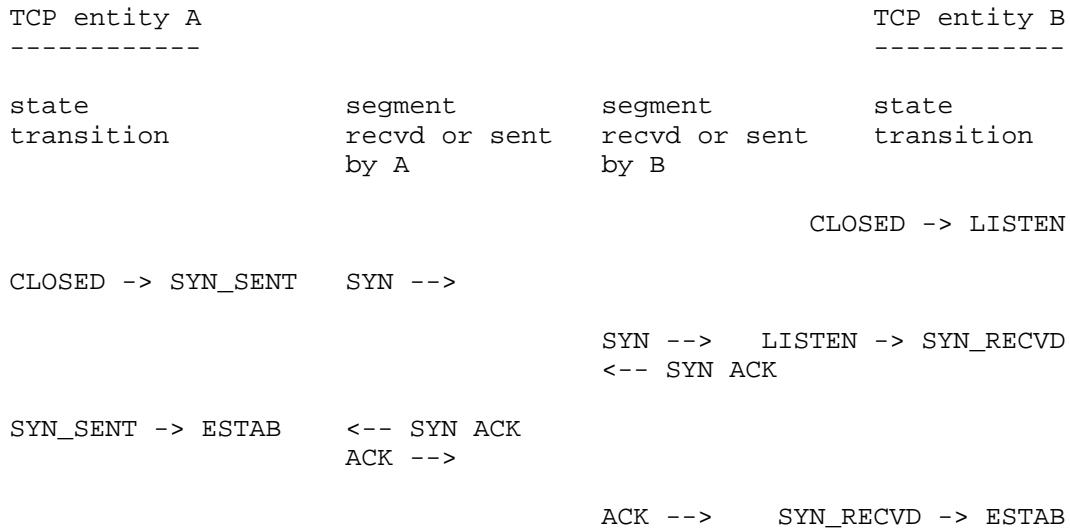 TCP entity A TCP entity B
------------ ------------
state segment segment state
transition recvd or sent recvd or sent transition
by A by B
CLOSED -> LISTEN
CLOSED -> SYN_SENT SYN -->
SYN --> LISTEN -> SYN_RECVD
<-- SYN ACK
SYN_SENT -> ESTAB <-- SYN ACK
ACK -->
ACK --> SYN_RECVD -> ESTAB